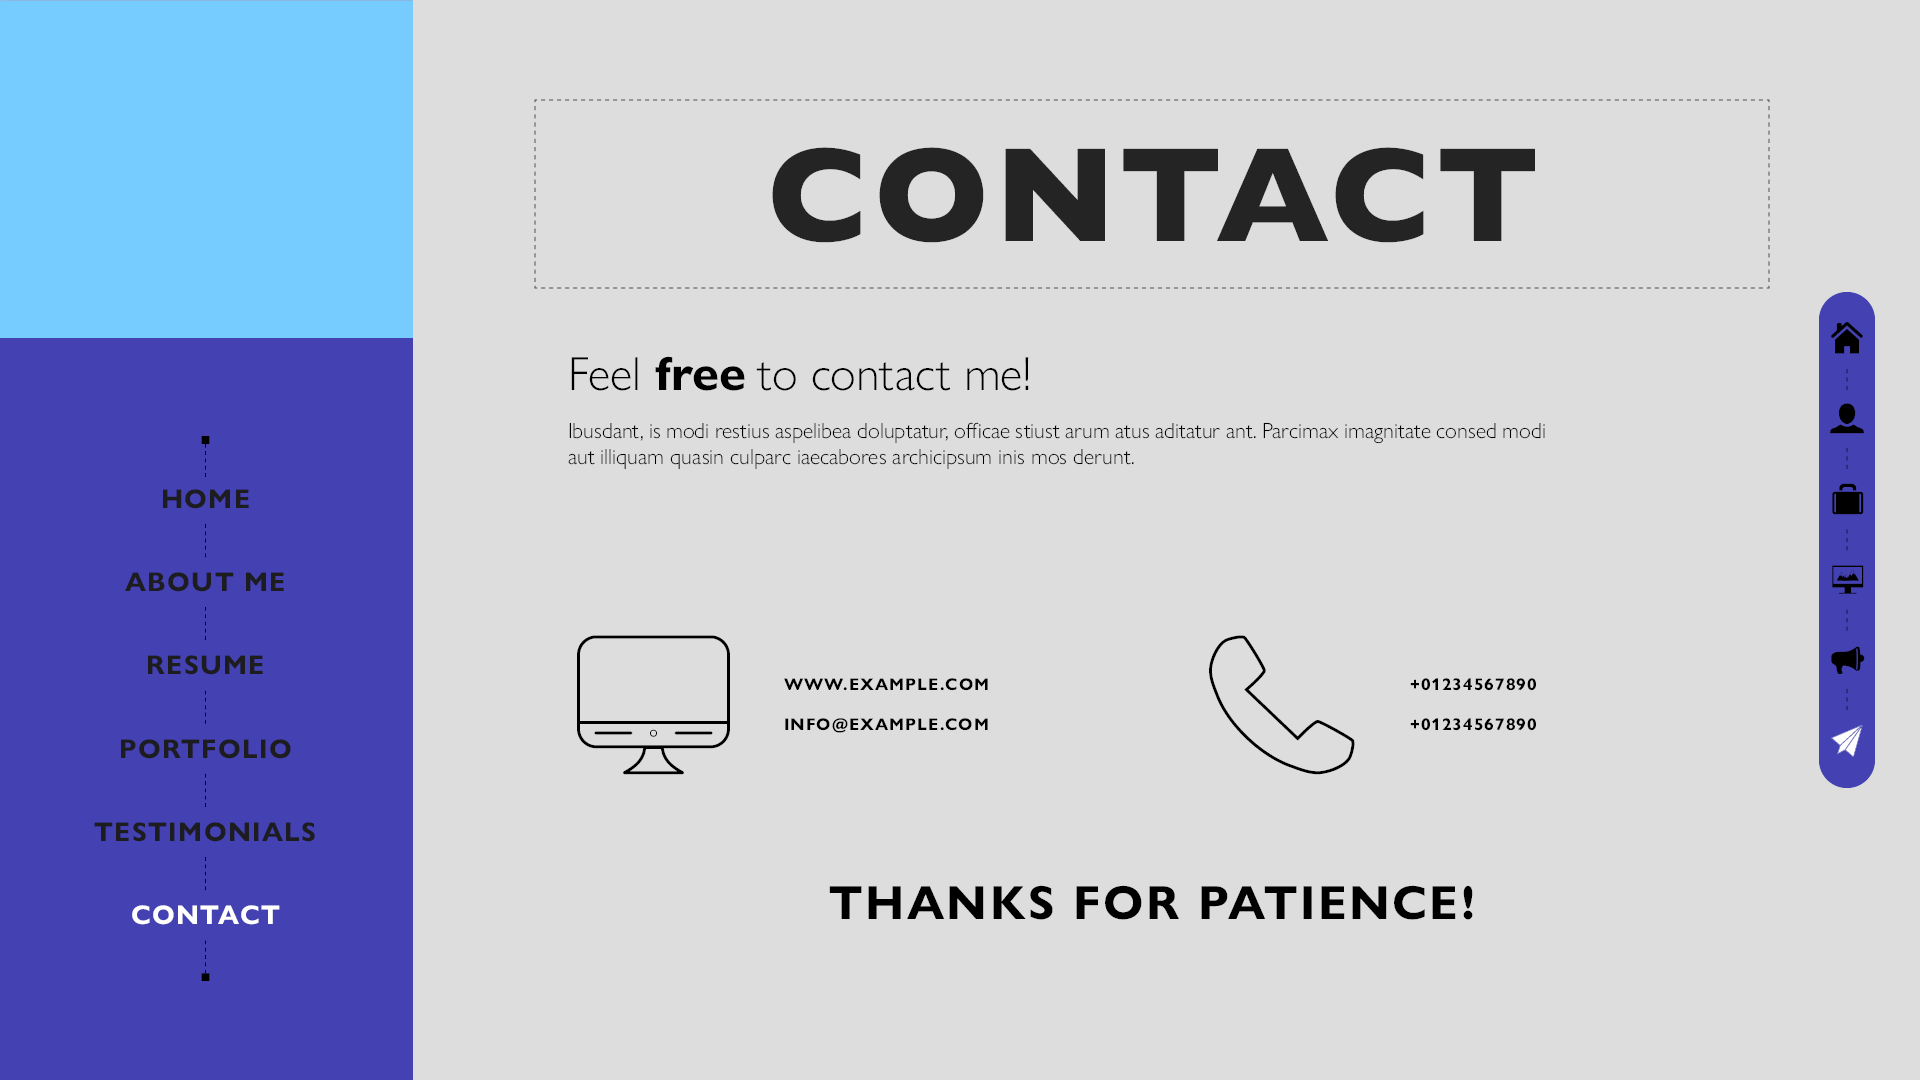 HOME
ABOUT ME
RESUME
PORTFOLIO
TESTIMONIALS
CONTACT
CONTACT
Feel free to contact me!
Ibusdant, is modi restius aspelibea doluptatur, officae stiust arum atus aditatur ant. Parcimax imagnitate consed modi
aut illiquam quasin culparc iaecabores archicipsum inis mos derunt.
WWW.EXAMPLE.COM
INFO@EXAMPLE.COM
+01234567890
+01234567890
THANKS FOR PATIENCE!